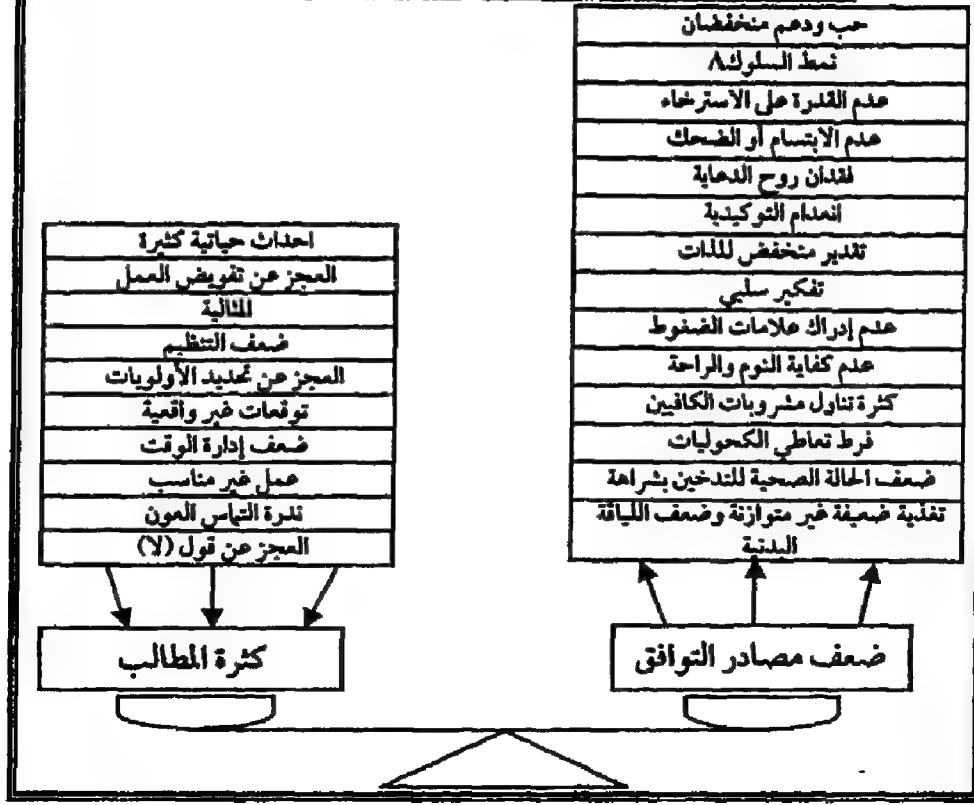 حب ودعم منخفضان
نمط السلوك A
عدم القدرة على الاسترخاء
عدم الابتسام أو الضحك
فقدان روح الدعابة
انعدام التوكيدية
تقدير منخفض للذات
تفكير سلبي
عدم إدراك علامات الضغوط
عدم كفاية النوم والراحة
كثرة تناول مشروبات الكافيين
فرط تعاطي الكحوليات
ضعف الحالة الصحية للتدخين بشراهة
تغذية ضعيفة غير متوازنة وضعف اللياقة
البدنية
ضعف مصادر التوافق
احداث حياتية كثيرة
العجز عن تفويض العمل
المثالية
ضعف التنظيم
العجز عن تحديد الأولويات
توقعات غير واقعية
ضعف إدارة الوقت
عمل غير مناسب
ندرة التماس العون
العجز عن قول (لا)
كثرة المطالب